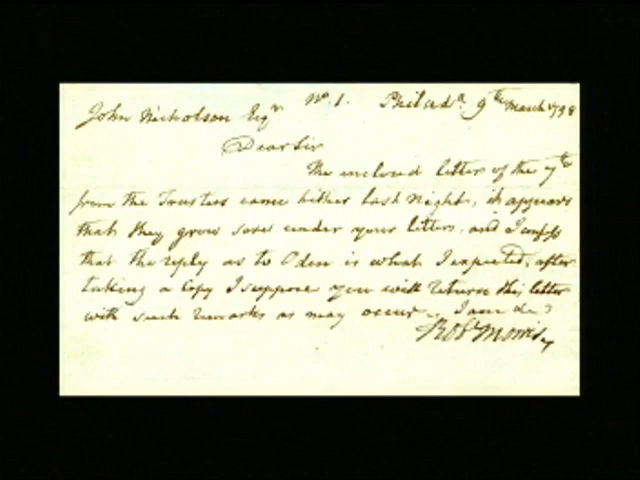 John Nicholson Esqr. No. 1. Philada. 9th March 1798
Dear Sir
The inclosed letter of the 7th
from the Trustees came hither last Night, it appears
that they grow sore under your letters. and I confess
that the reply as to Oden is what I expected, after
taking a Copy I suppose you will return this letter
with such remarks as may occur. I am &c
Robt Morris